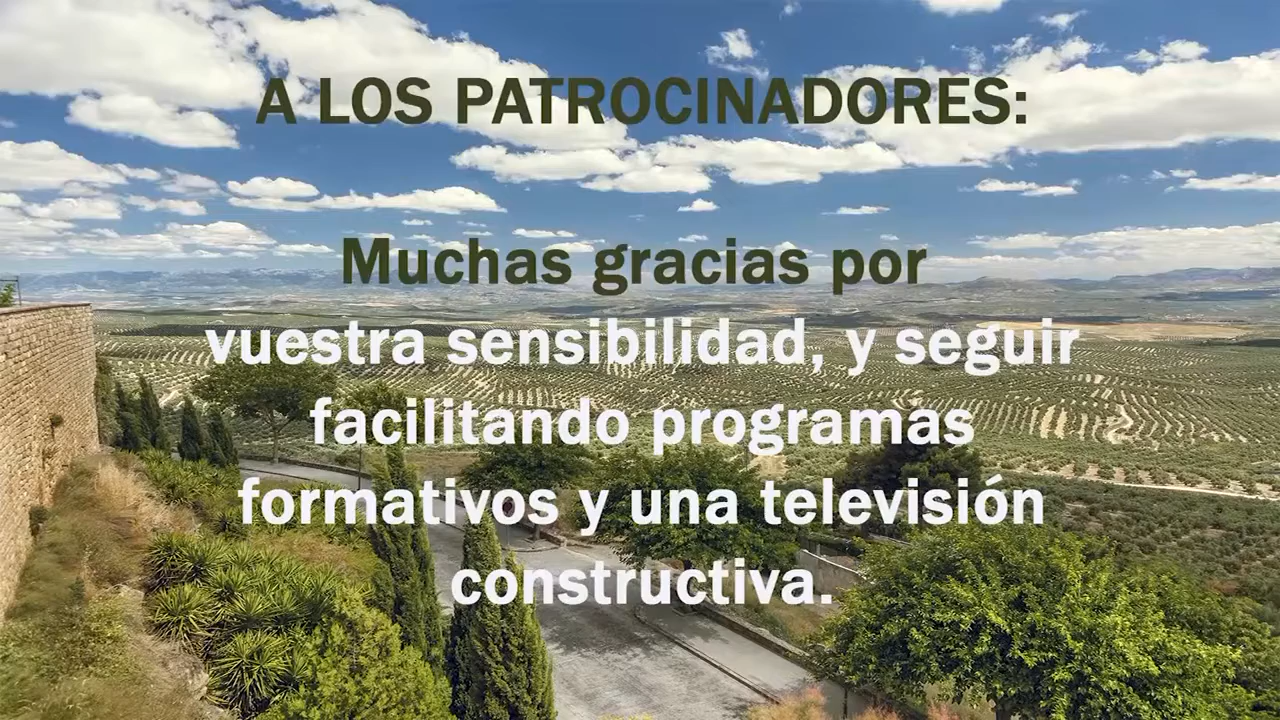 A LOS PATROCINADORES:
Muchas gracias por
vuestra sensibilidad, y seguir
facilitando programas
formativos y una televisión
constructiva.